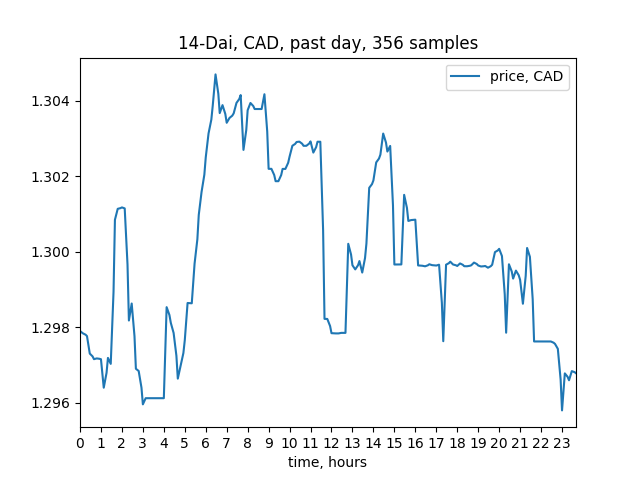 14-Dai, CAD, past day, 356 samples
price, CAD
1.304
1.302
1.300
1.298
1.296
0 1 2 3 4 5 6 7 8 9 10 11 12 13 14 15 16 17 18 19 20 21 22 23
time, hours